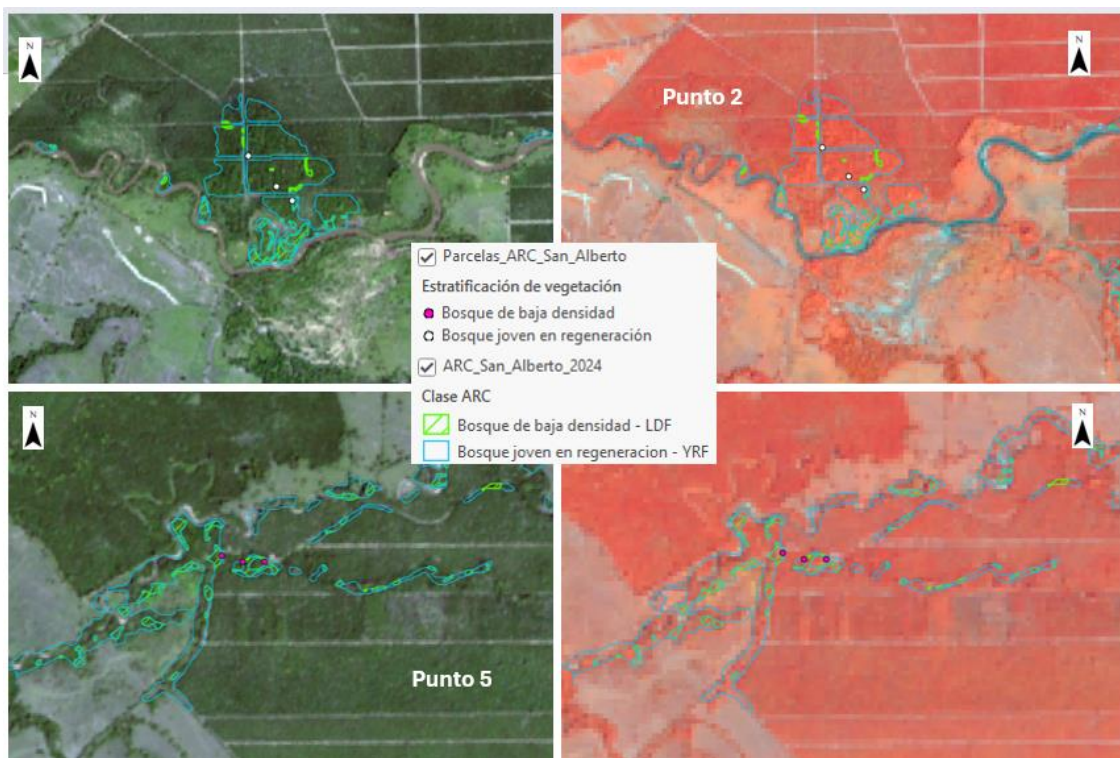 N
N
Punto 2
Parcelas_ARC_San_Alberto
Estratificación de vegetación
Bosque de baja densidad
Bosque joven en regeneración
ARC_San_Alberto_2024
Clase ARC
Bosque de baja densidad - LDF
Bosque joven en regeneracion - YRF
N
N
Punto 5